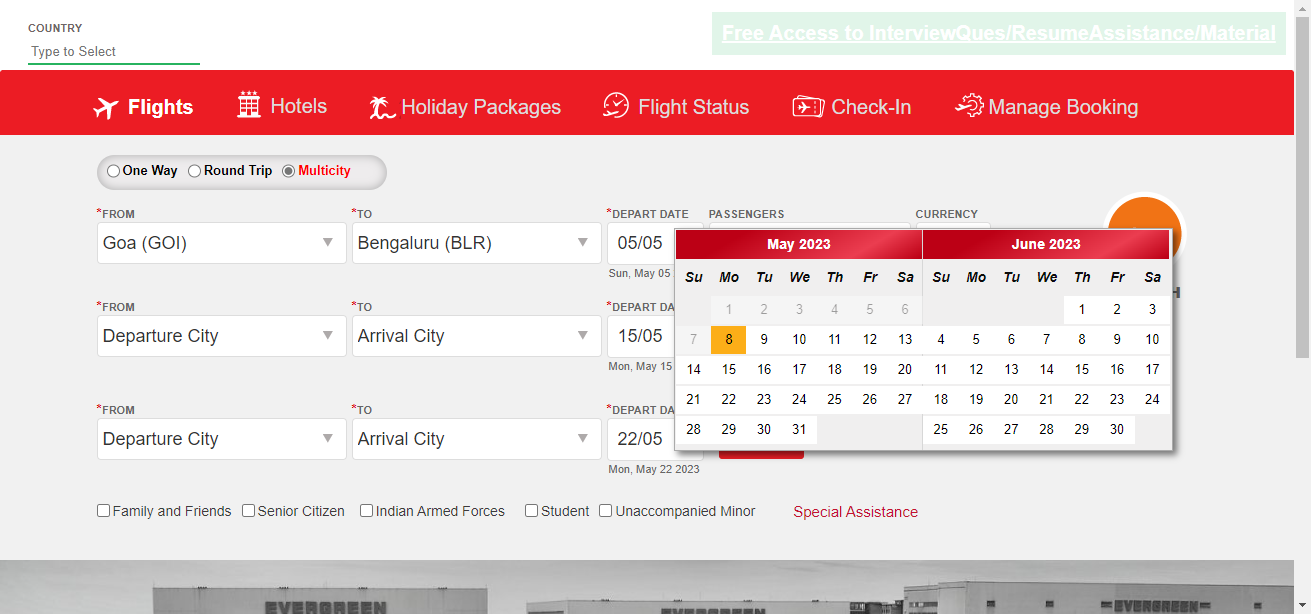 COUNTRY
Type to Select
Free Access to InterviewQues/ResumeAssistance/Material
Flights Hotels Holiday Packages Flight Status Check-In Manage Booking
One Way Round Trip Multicity
*FROM *TO *DEPART DATE PASSENGERS CURRENCY
Goa (GOI) Bengaluru (BLR) 05/05
Sun, May 05
May 2023 June 2023
Su Mo Tu We Th Fr Sa Su Mo Tu We Th Fr Sa
1 2 3 4 5 6 1 2 3
7 8 9 10 11 12 13 4 5 6 7 8 9 10
14 15 16 17 18 19 20 11 12 13 14 15 16 17
21 22 23 24 25 26 27 18 19 20 21 22 23 24
28 29 30 31 25 26 27 28 29 30
H
*FROM *TO *DEPART DA
Departure City Arrival City 15/05
Mon, May 15
*FROM *TO *DEPART DA
Departure City Arrival City 22/05
Mon, May 22 2023
Family and Friends Senior Citizen Indian Armed Forces Student Unaccompanied Minor Special Assistance
EVERGREEN EVERGREEN EVERGREEN